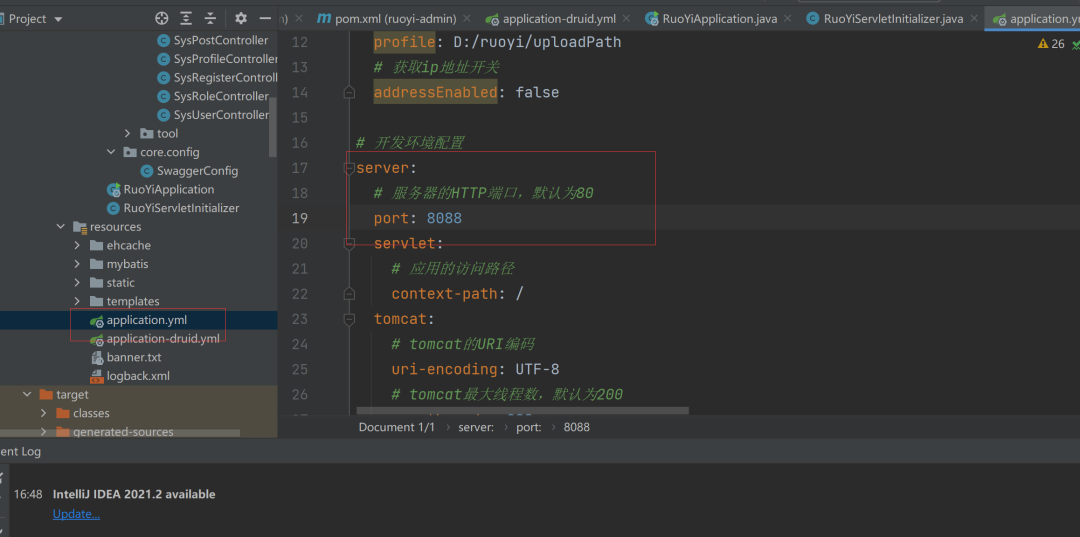 Project
n)
pom.xml (ruoyi-admin)
application-druid.yml
RuoYiApplication.java
RuoYiServletInitializer.java
application.ym
SysPostController
SysProfileController
SysRegisterControll
SysRoleController
SysUserController
tool
core.config
SwaggerConfig
RuoYiApplication
RuoYiServletInitializer
resources
ehcache
mybatis
static
templates
application.yml
application-druid.yml
banner.txt
logback.xml
target
classes
generated-sources
26
12 profile: D:/ruoyi/uploadPath
13 # 获取ip地址开关
14 addressEnabled: false
15
16 # 开发环境配置
17 server:
18 # 服务器的HTTP端口，默认为80
19 port: 8088
20 servlet:
21 # 应用的访问路径
22 context-path: /
23 tomcat:
24 # tomcat的URI编码
25 uri-encoding: UTF-8
26 # tomcat最大线程数，默认为200
Document 1/1 › server: › port: › 8088
ent Log
16:48 IntelliJ IDEA 2021.2 available
Update...